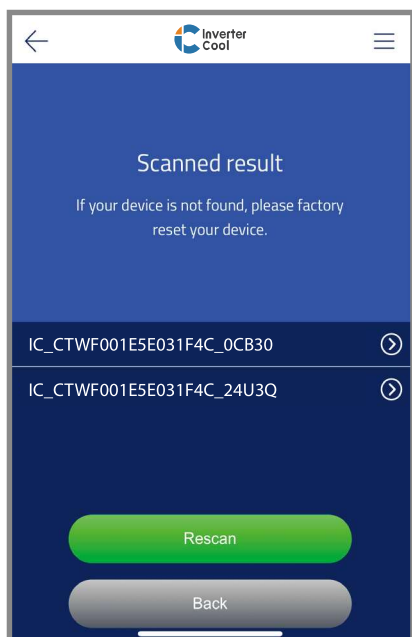 Inverter
Cool
Scanned result
If your device is not found, please factory
reset your device.
IC_CTWF001E5E031F4C_0CB30
IC_CTWF001E5E031F4C_24U3Q
Rescan
Back